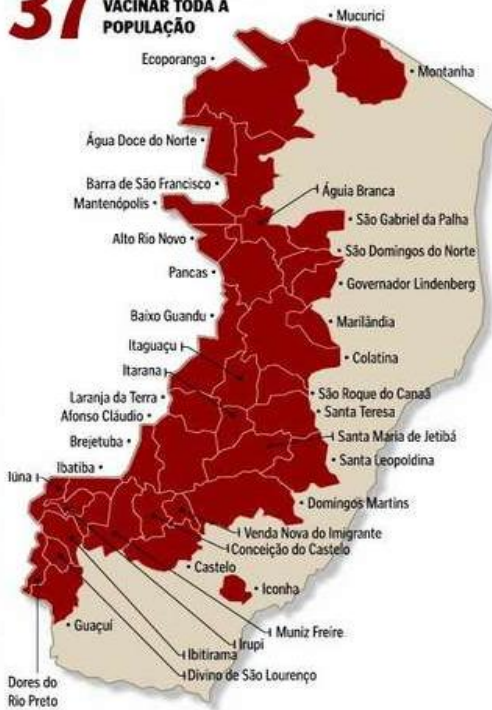 37
VACINAR TODA A
POPULAÇÃO
Mucurici
Ecoporanga
Montanha
Água Doce do Norte
Barra de São Francisco
Águia Branca
Mantenópolis
São Gabriel da Palha
Alto Rio Novo
São Domingos do Norte
Pancas
Governador Lindenberg
Baixo Guandu
Marilândia
Itaguaçu
Colatina
Itarana
São Roque do Canaã
Laranja da Terra
Santa Teresa
Afonso Cláudio
Santa Maria de Jetibá
Brejetuba
Santa Leopoldina
Ibatiba
Iúna
Domingos Martins
Venda Nova do Imigrante
Conceição do Castelo
Castelo
Iconha
Guaçuí
Muniz Freire
Irupi
Ibitirama
Divino de São Lourenço
Dores do
Rio Preto